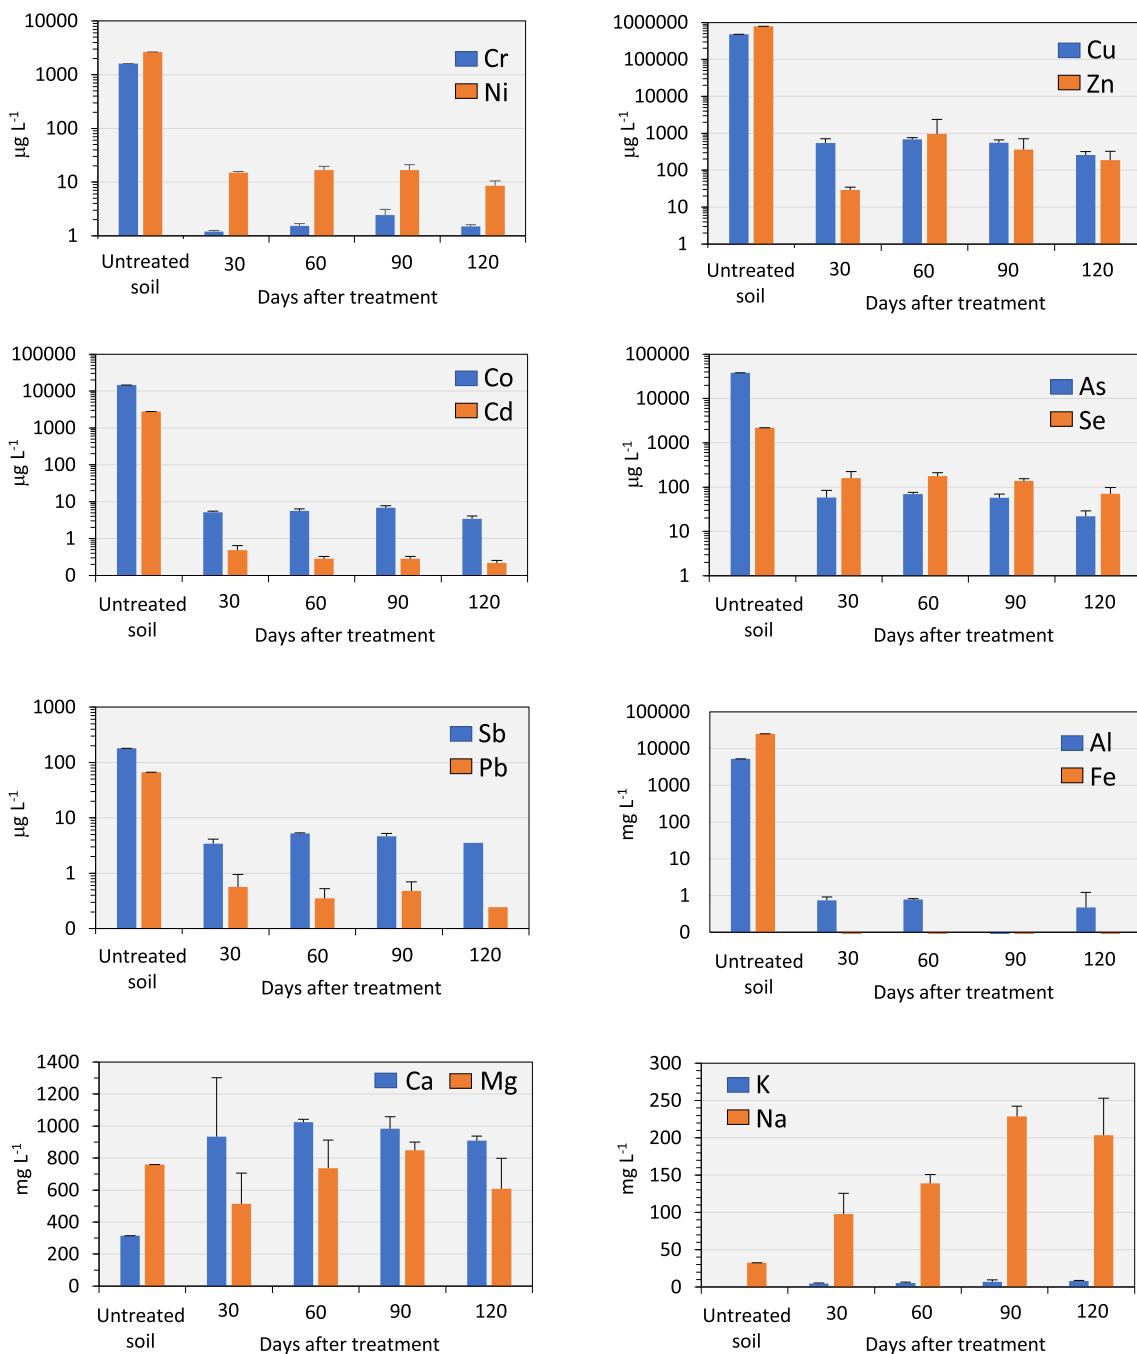 10000
1000
100
10
1
µg L⁻¹
Cr
Ni
Untreated soil
30
60
90
120
Days after treatment
1000000
100000
10000
1000
100
10
1
µg L⁻¹
Cu
Zn
Untreated soil
30
60
90
120
Days after treatment
100000
10000
1000
100
10
1
0
µg L⁻¹
Co
Cd
Untreated soil
30
60
90
120
Days after treatment
100000
10000
1000
100
10
1
µg L⁻¹
As
Se
Untreated soil
30
60
90
120
Days after treatment
1000
100
10
1
0
µg L⁻¹
Sb
Pb
Untreated soil
30
60
90
120
Days after treatment
100000
10000
1000
100
10
1
0
mg L⁻¹
Al
Fe
Untreated soil
30
60
90
120
Days after treatment
1400
1200
1000
800
600
400
200
0
mg L⁻¹
Ca
Mg
Untreated soil
30
60
90
120
Days after treatment
300
250
200
150
100
50
0
mg L⁻¹
K
Na
Untreated soil
30
60
90
120
Days after treatment